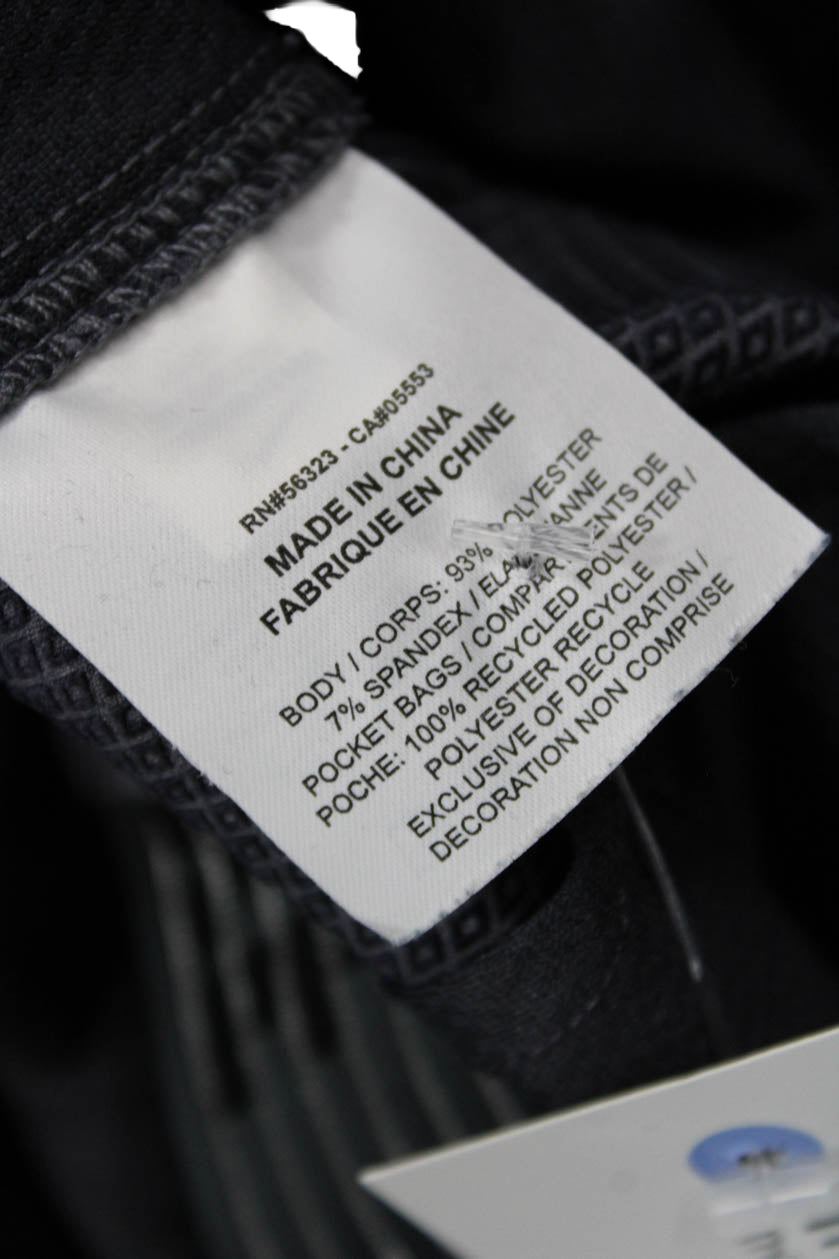 RN#56323 - CA#05553
MADE IN CHINA
FABRIQUE EN CHINE
BODY / CORPS: 93% POLYESTER
7% SPANDEX /
POCKET BAGS / DE
POCHE: 100% RECYCLED POLYESTER /
POLYESTER RECYCLE
EXCLUSIVE OF DECORATION /
DECORATION NON COMPRISE